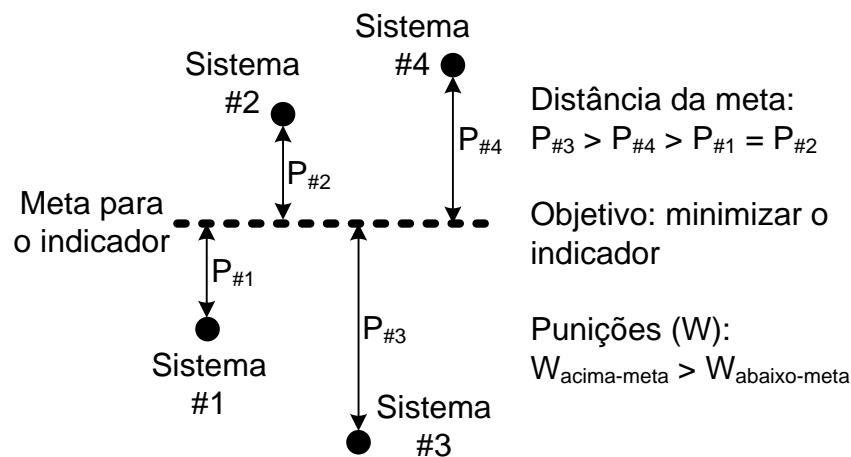 Sistema
#4
Sistema
#2
Distância da meta:
P#3 > P#4 > P#1 = P#2
P#4
P#2
Meta para
o indicador
Objetivo: minimizar o
indicador
P#1
P#3
Punições (W):
Wacima-meta > Wabaixo-meta
Sistema
#1
Sistema
#3